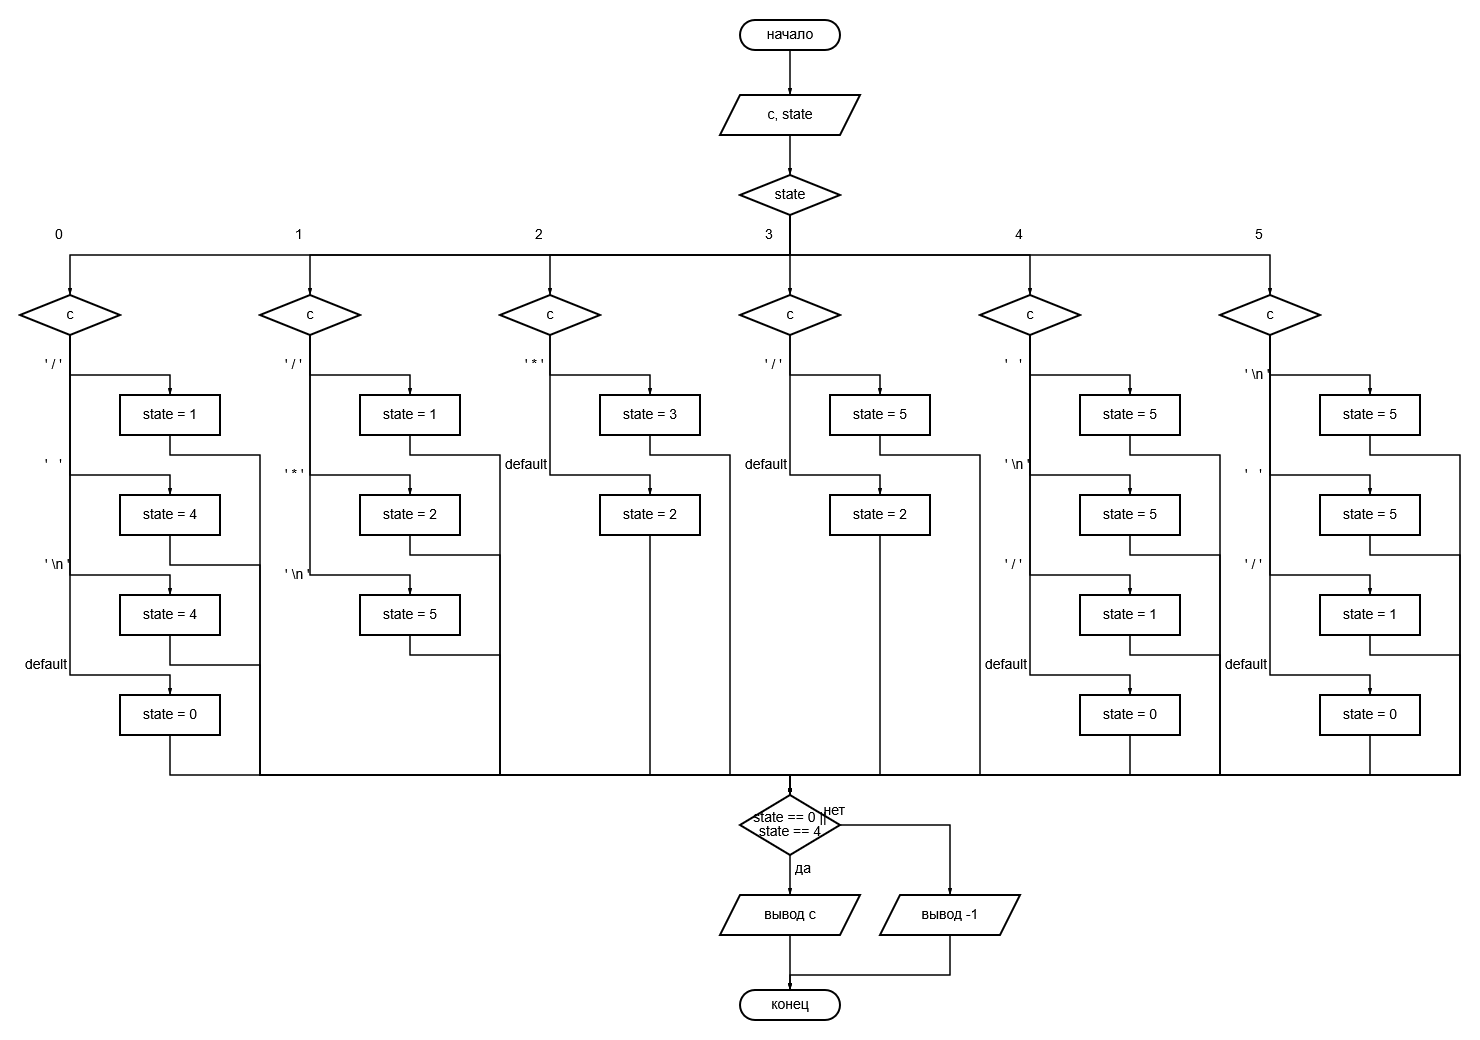 начало
c, state
state
0
1
2
3
4
5
c
c
c
c
c
c
' / '
' / '
' * '
' / '
'   '
' \n '
state = 1
state = 1
state = 3
state = 5
state = 5
state = 5
'   '
' * '
default
default
' \n '
'   '
state = 4
state = 2
state = 2
state = 2
state = 5
state = 5
' \n '
' \n '
' / '
' / '
state = 4
state = 5
state = 1
state = 1
default
default
default
state = 0
state = 0
state = 0
state == 0 ||
state == 4
нет
да
вывод c
вывод -1
конец